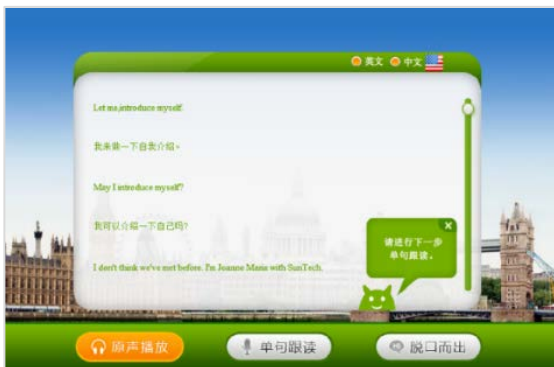 英文 中文
Let me introduce myself.
我来做一下自我介绍。
May I introduce myself?
我可以介绍一下自己吗?
I don't think we've met before. I'm Joanne Maria with SunTech.
请进行下一步
单句跟读。
原声播放 单句跟读 脱口而出